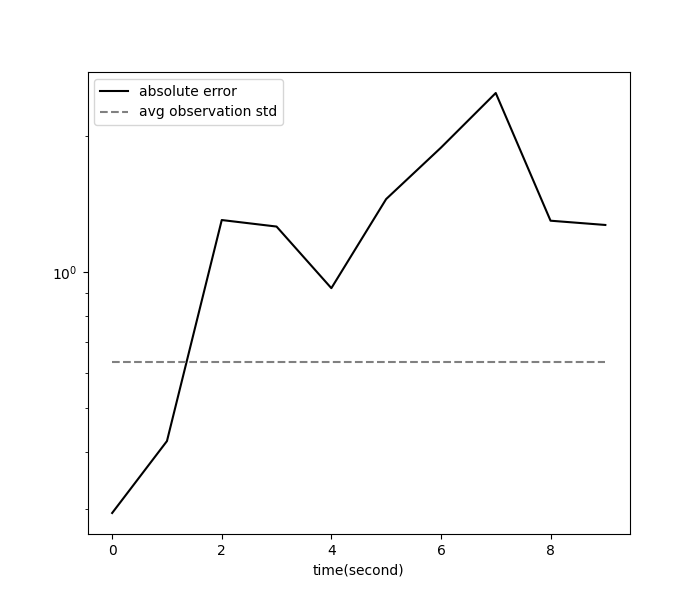 absolute error
avg observation std
10⁰
0 2 4 6 8
time(second)